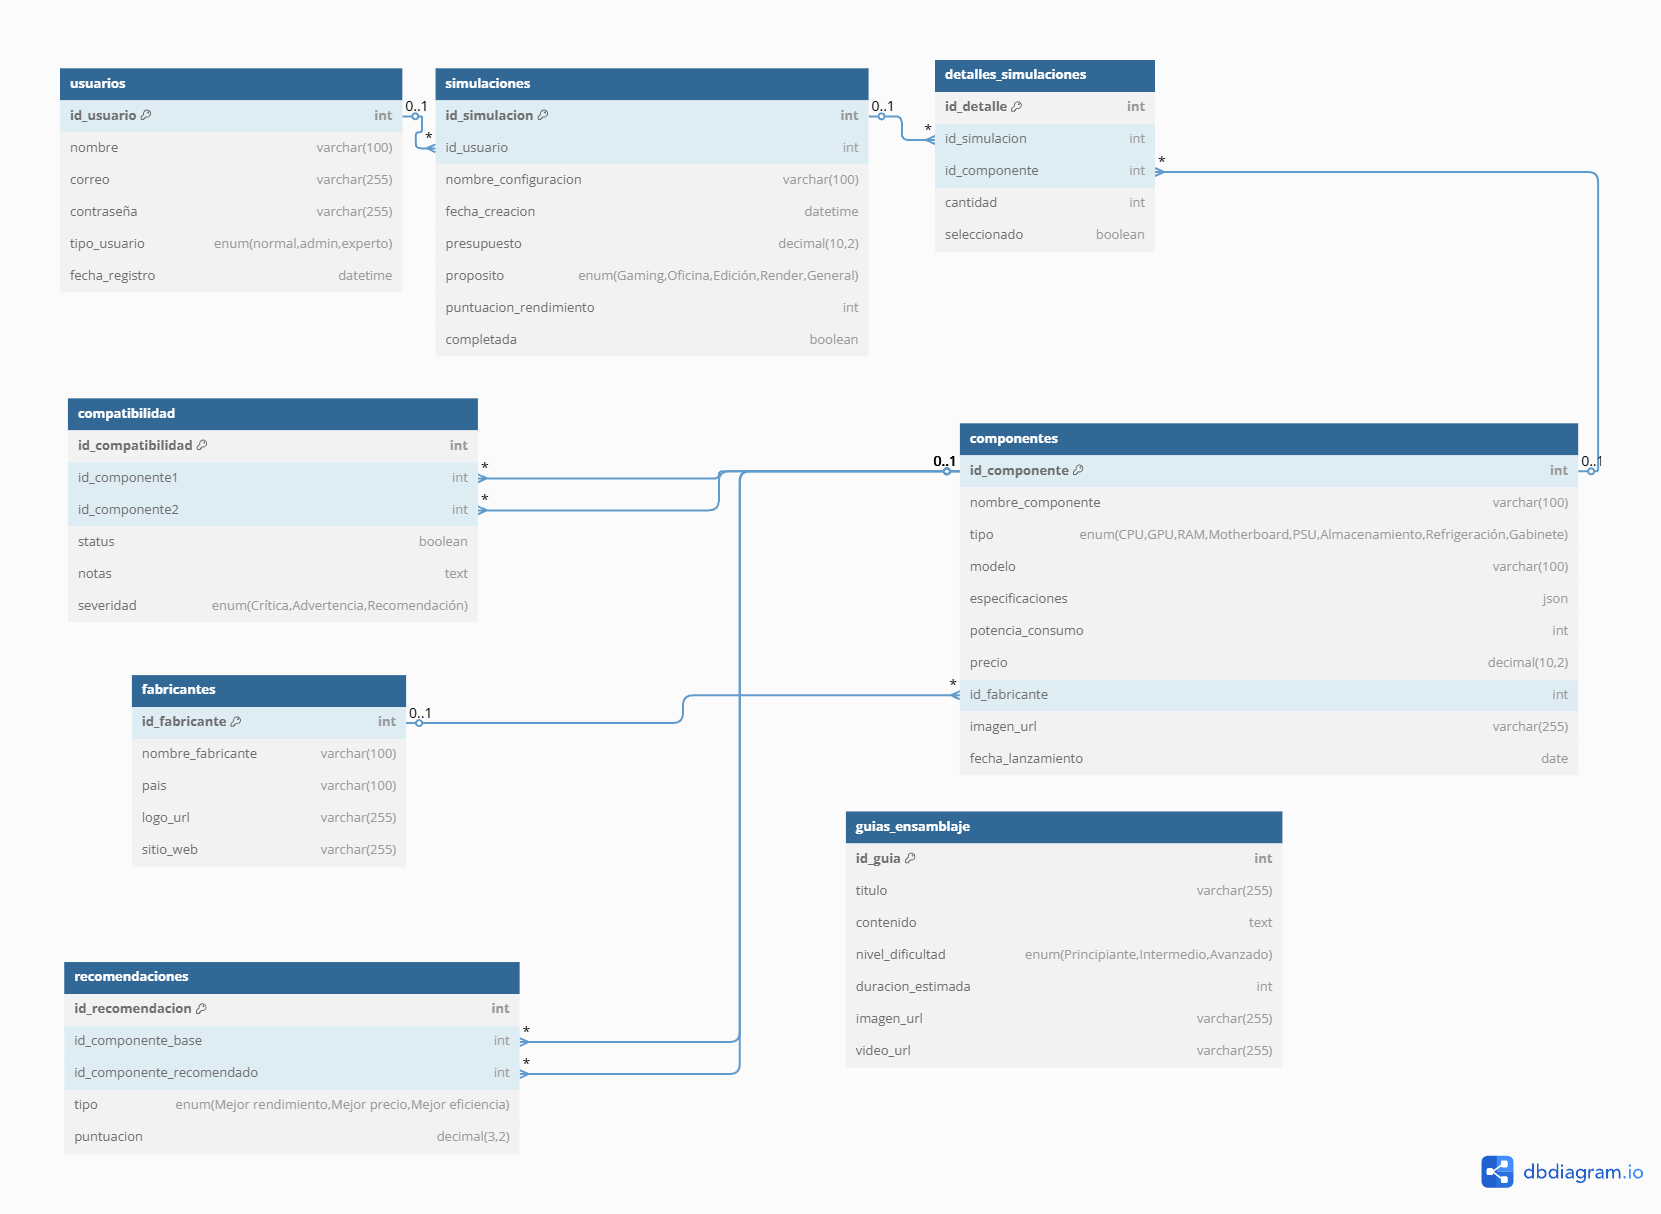 usuarios
id_usuario int
nombre varchar(100)
correo varchar(255)
contraseña varchar(255)
tipo_usuario enum(normal,admin,experto)
fecha_registro datetime
0..1
*
simulaciones
id_simulacion int
id_usuario int
nombre_configuracion varchar(100)
fecha_creacion datetime
presupuesto decimal(10,2)
proposito enum(Gaming,Oficina,Edición,Render,General)
puntuacion_rendimiento int
completada boolean
0..1
*
detalles_simulaciones
id_detalle int
id_simulacion int
id_componente int
cantidad int
seleccionado boolean
*
compatibilidad
id_compatibilidad int
id_componente1 int
id_componente2 int
status boolean
notas text
severidad enum(Crítica,Advertencia,Recomendación)
*
*
0..1
componentes
id_componente int
nombre_componente varchar(100)
tipo enum(CPU,GPU,RAM,Motherboard,PSU,Almacenamiento,Refrigeración,Gabinete)
modelo varchar(100)
especificaciones json
potencia_consumo int
precio decimal(10,2)
id_fabricante int
imagen_url varchar(255)
fecha_lanzamiento date
0..1
*
fabricantes
id_fabricante int
nombre_fabricante varchar(100)
pais varchar(100)
logo_url varchar(255)
sitio_web varchar(255)
0..1
guias_ensamblaje
id_guia int
titulo varchar(255)
contenido text
nivel_dificultad enum(Principiante,Intermedio,Avanzado)
duracion_estimada int
imagen_url varchar(255)
video_url varchar(255)
recomendaciones
id_recomendacion int
id_componente_base int
id_componente_recomendado int
tipo enum(Mejor rendimiento,Mejor precio,Mejor eficiencia)
puntuacion decimal(3,2)
*
*
dbdiagram.io